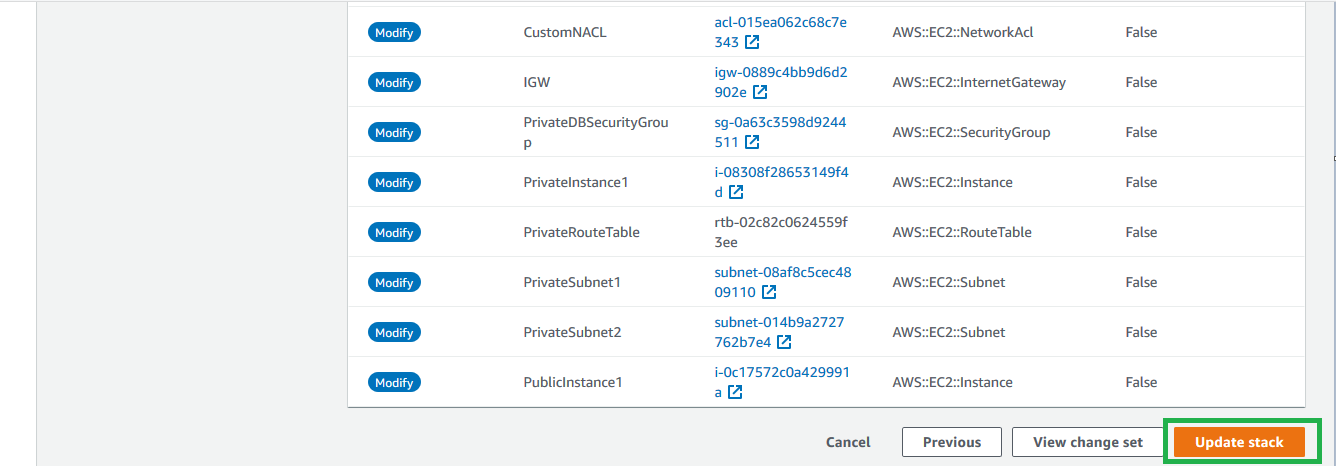 Modify CustomNACL acl-015ea062c68c7e AWS::EC2::NetworkAcl False
343
Modify IGW igw-0889c4bb9d6d2 AWS::EC2::InternetGateway False
902e
Modify PrivateDBSecurityGrou sg-0a63c3598d9244 AWS::EC2::SecurityGroup False
p 511
Modify PrivateInstance1 i-08308f28653149f4 AWS::EC2::Instance False
d
Modify PrivateRouteTable rtb-02c82c0624559f AWS::EC2::RouteTable False
3ee
Modify PrivateSubnet1 subnet-08af8c5cec48 AWS::EC2::Subnet False
09110
Modify PrivateSubnet2 subnet-014b9a2727 AWS::EC2::Subnet False
762b7e4
Modify PublicInstance1 i-0c17572c0a429991 AWS::EC2::Instance False
a
Cancel Previous View change set Update stack